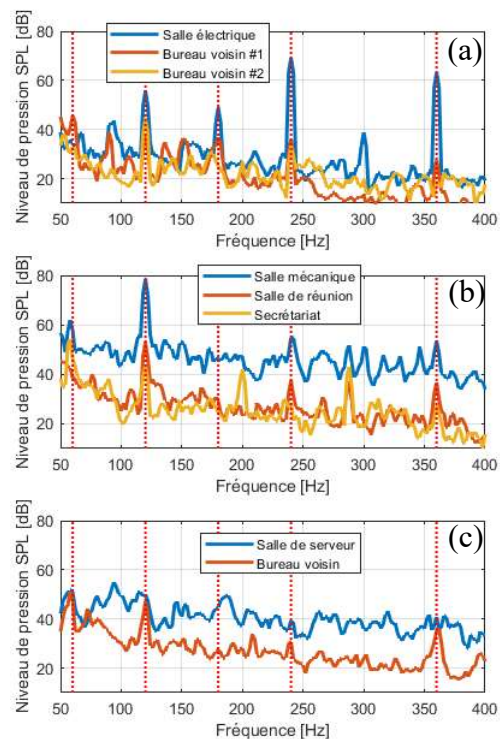 (a)
Salle électrique
Bureau voisin #1
Bureau voisin #2
Niveau de pression SPL [dB]
80
60
40
20
50 100 150 200 250 300 350 400
Fréquence [Hz]
(b)
Salle mécanique
Salle de réunion
Secrétariat
Niveau de pression SPL [dB]
80
60
40
20
50 100 150 200 250 300 350 400
Fréquence [Hz]
(c)
Salle de serveur
Bureau voisin
Niveau de pression SPL [dB]
80
60
40
20
50 100 150 200 250 300 350 400
Fréquence [Hz]